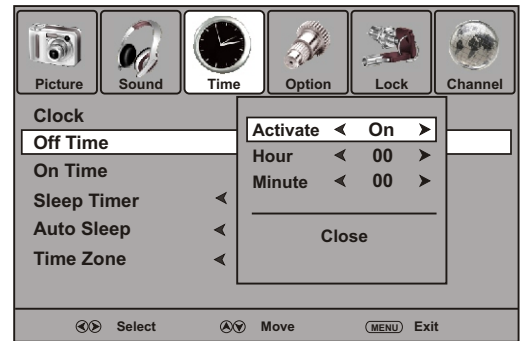 Picture Sound Time Option Lock Channel
Clock
Off Time
On Time
Sleep Timer
Auto Sleep
Time Zone
Activate On
Hour 00
Minute 00
Close
Select Move MENU Exit